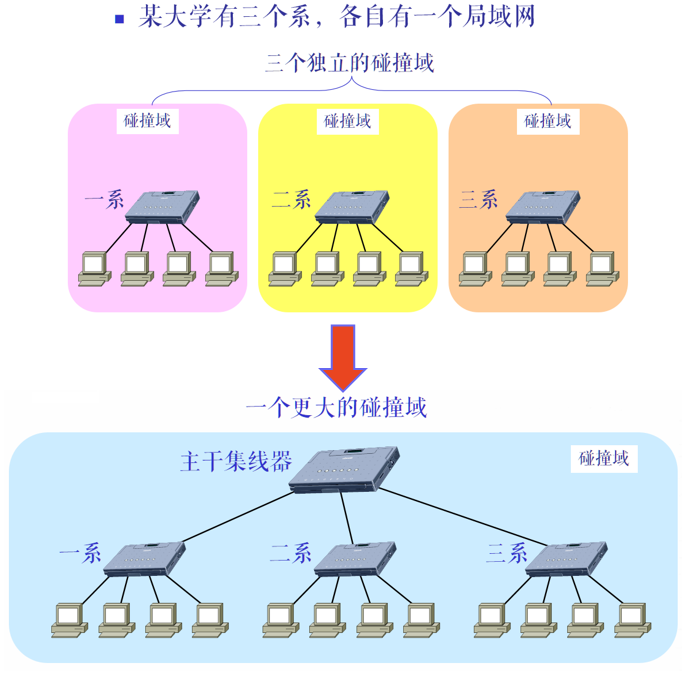 某大学有三个系，各自有一个局域网
三个独立的碰撞域
碰撞域
碰撞域
碰撞域
一系
二系
三系
一个更大的碰撞域
主干集线器
碰撞域
一系
二系
三系